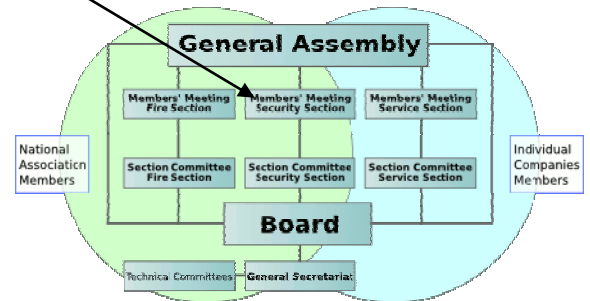 General Assembly
Members' Meeting
Fire Section
Members' Meeting
Security Section
Members' Meeting
Service Section
National
Association
Members
Individual
Companies
Members
Section Committee
Fire Section
Section Committee
Security Section
Section Committee
Service Section
Board
Technical Committees
General Secretariat